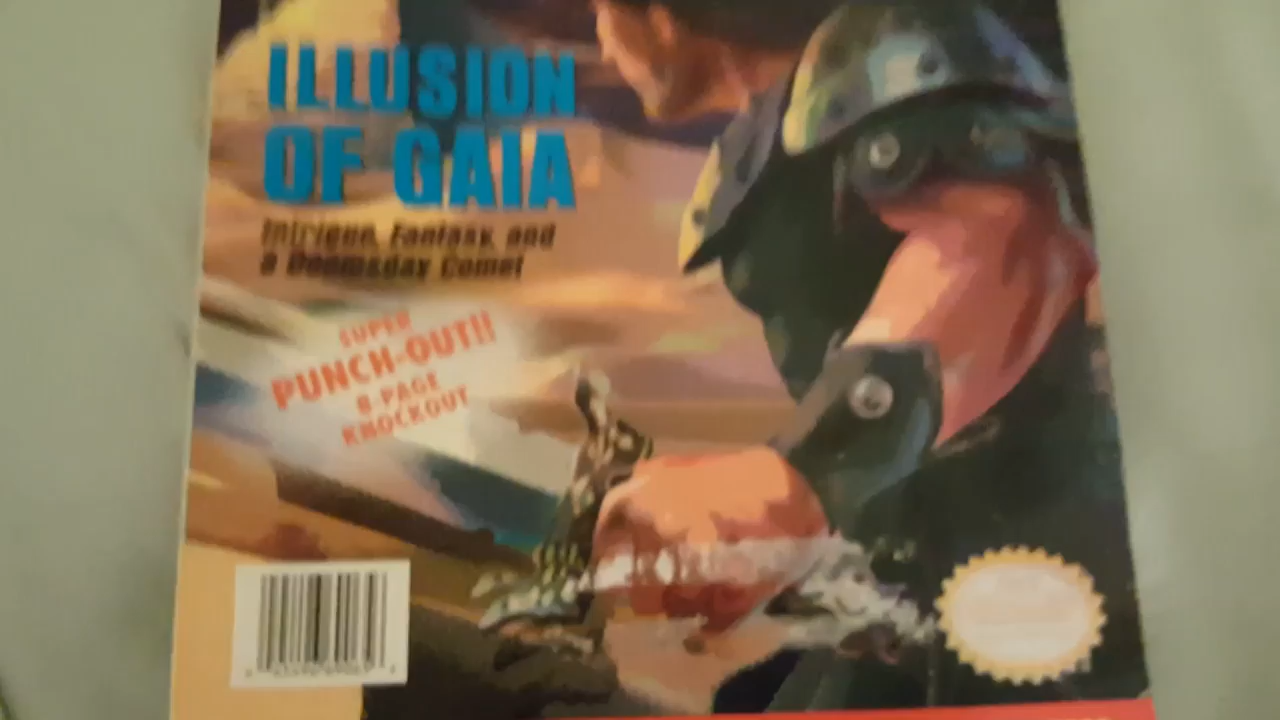 ILLUSION
OF GAIA
Intrigue, Fantasy, and
a Doomsday Comet
SUPER
PUNCH-OUT!!
8-PAGE
KNOCKOUT